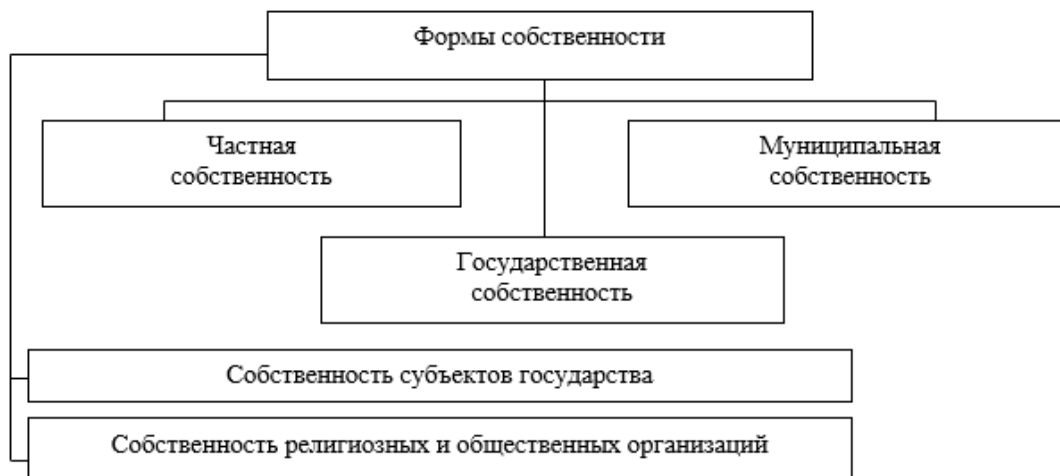 Формы собственности
Частная
собственность
Муниципальная
собственность
Государственная
собственность
Собственность субъектов государства
Собственность религиозных и общественных организаций